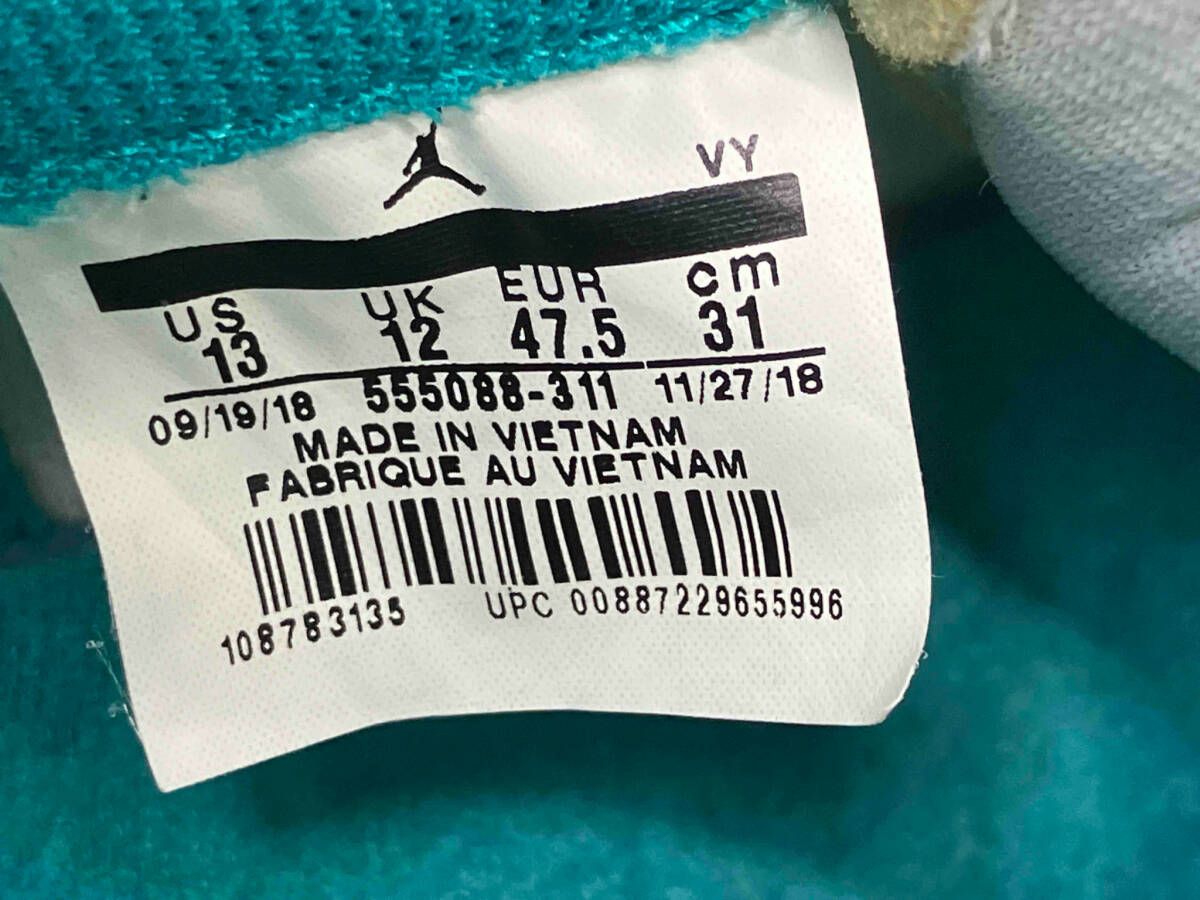 VY
US UK EUR cm
13 12 47.5 31
09/19/18 555088-311 11/27/18
MADE IN VIETNAM
FABRIQUE AU VIETNAM
108783135 UPC 00887229655996